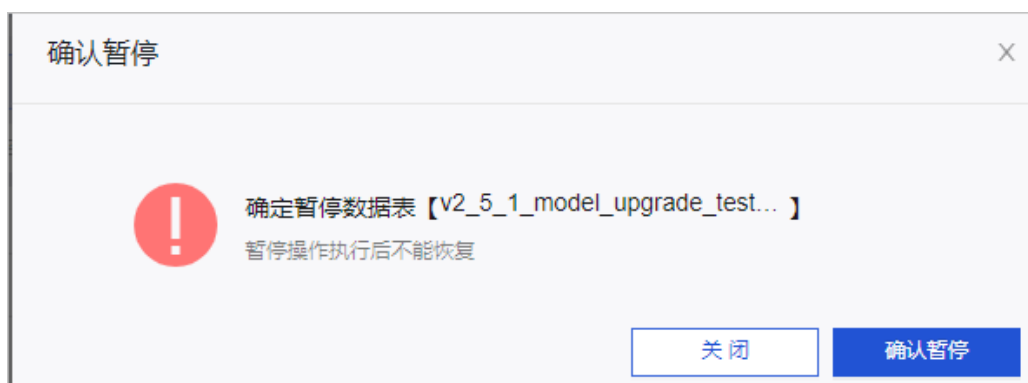 确认暂停
确定暂停数据表【v2_5_1_model_upgrade_test... 】
暂停操作执行后不能恢复
关 闭
确认暂停